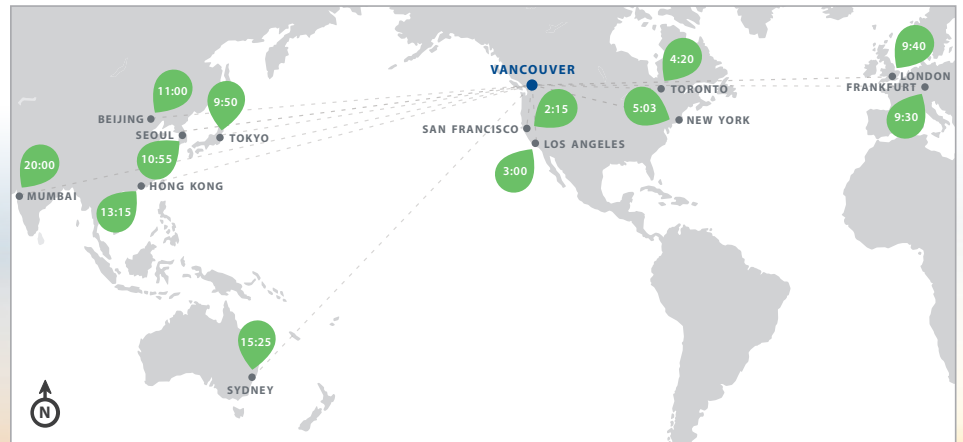 9:40
4:20
VANCOUVER
LONDON
11:00
FRANKFURT
TORONTO
9:50
2:15
5:03
9:30
BEIJING
NEW YORK
SAN FRANCISCO
SEOUL
TOKYO
LOS ANGELES
10:55
20:00
3:00
HONG KONG
MUMBAI
13:15
15:25
SYDNEY
N